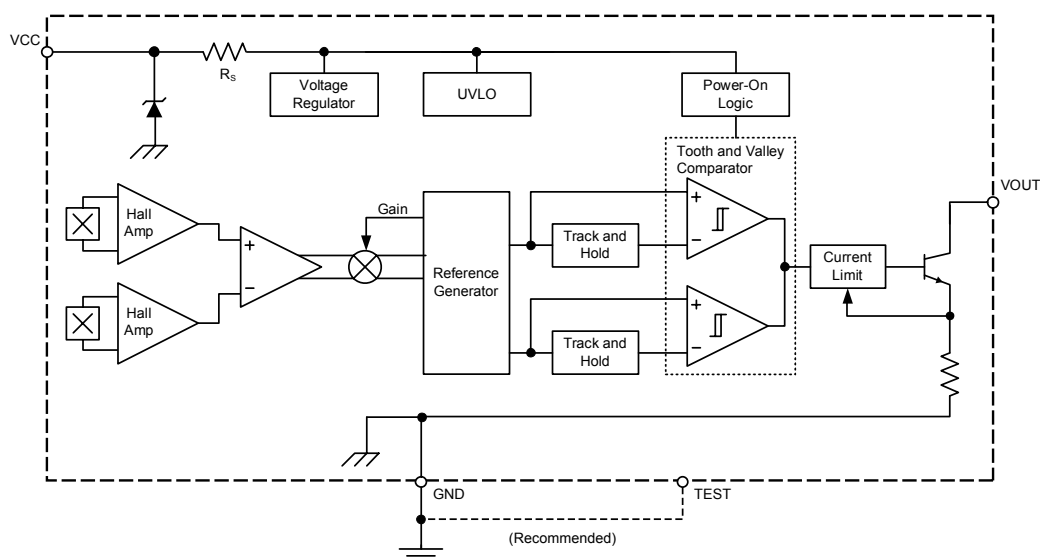 VCC
RS
Voltage
Regulator
UVLO
Power-On
Logic
Tooth and Valley
Comparator
VOUT
Hall
Amp
+
−
Gain
Reference
Generator
Track and
Hold
+
−
Current
Limit
Hall
Amp
Track and
Hold
+
−
GND
TEST
(Recommended)